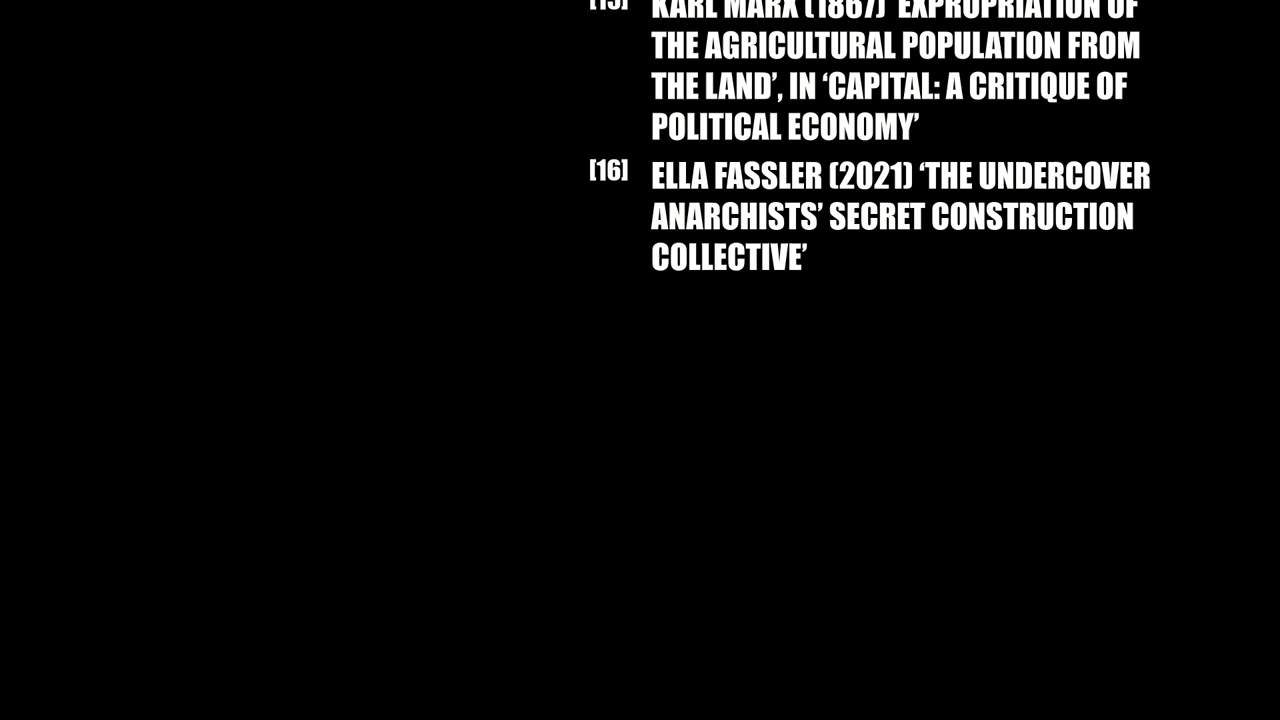 [15] KARL MARX (1867) ‘EXPROPRIATION OF
THE AGRICULTURAL POPULATION FROM
THE LAND’, IN ‘CAPITAL: A CRITIQUE OF
POLITICAL ECONOMY’
[16] ELLA FASSLER (2021) ‘THE UNDERCOVER
ANARCHISTS’ SECRET CONSTRUCTION
COLLECTIVE’